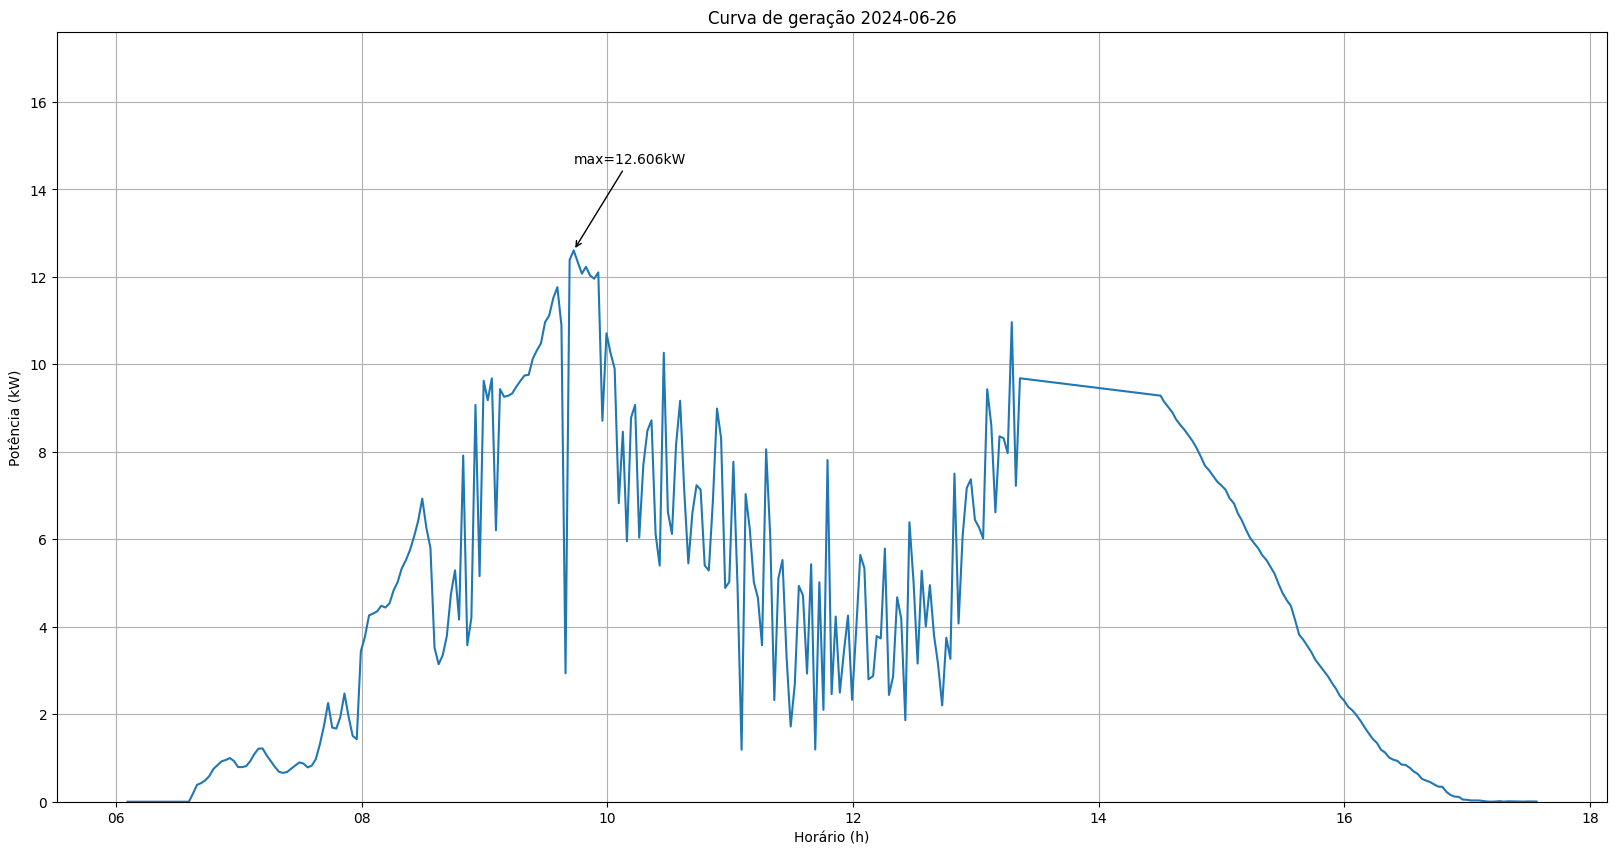 Curva de geração 2024-06-26
Potência (kW)
16
14
12
10
8
6
4
2
0
max=12.606kW
06 08 10 12 14 16 18
Horário (h)